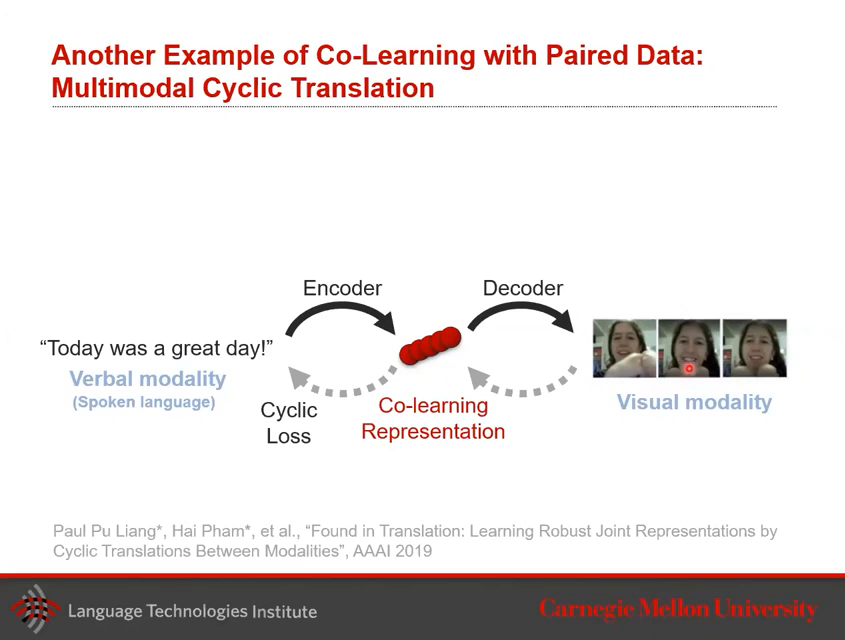 Another Example of Co-Learning with Paired Data:
Multimodal Cyclic Translation
Encoder
Decoder
“Today was a great day!”
Verbal modality
(Spoken language)
Cyclic
Loss
Co-learning
Representation
Visual modality
Paul Pu Liang*, Hai Pham*, et al., “Found in Translation: Learning Robust Joint Representations by
Cyclic Translations Between Modalities”, AAAI 2019
Language Technologies Institute
Carnegie Mellon University